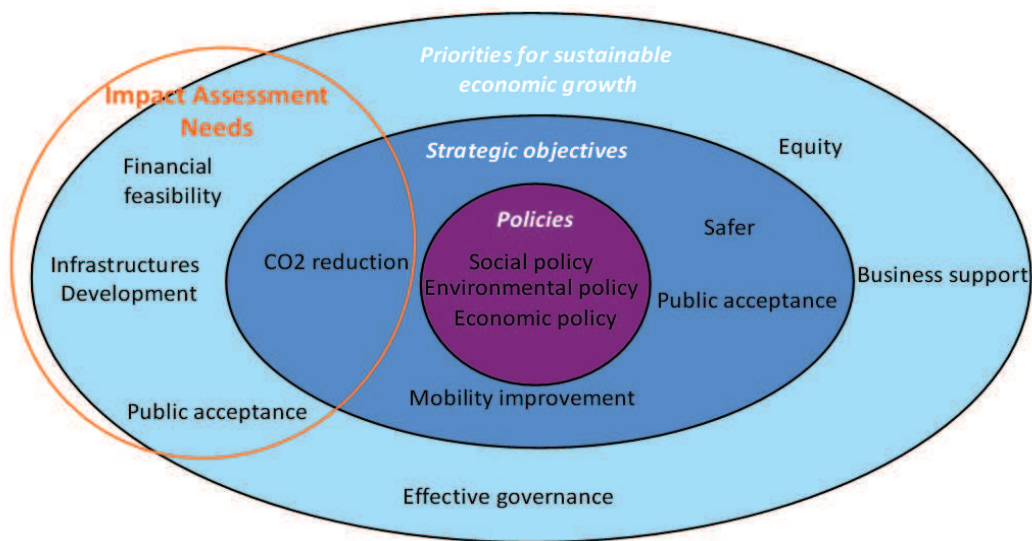 Priorities for sustainable
economic growth
Impact Assessment
Needs
Financial
feasibility
Strategic objectives
Equity
Policies
Safer
Infrastructures
Development
CO2 reduction
Social policy
Environmental policy
Economic policy
Public acceptance
Business support
Mobility improvement
Public acceptance
Effective governance